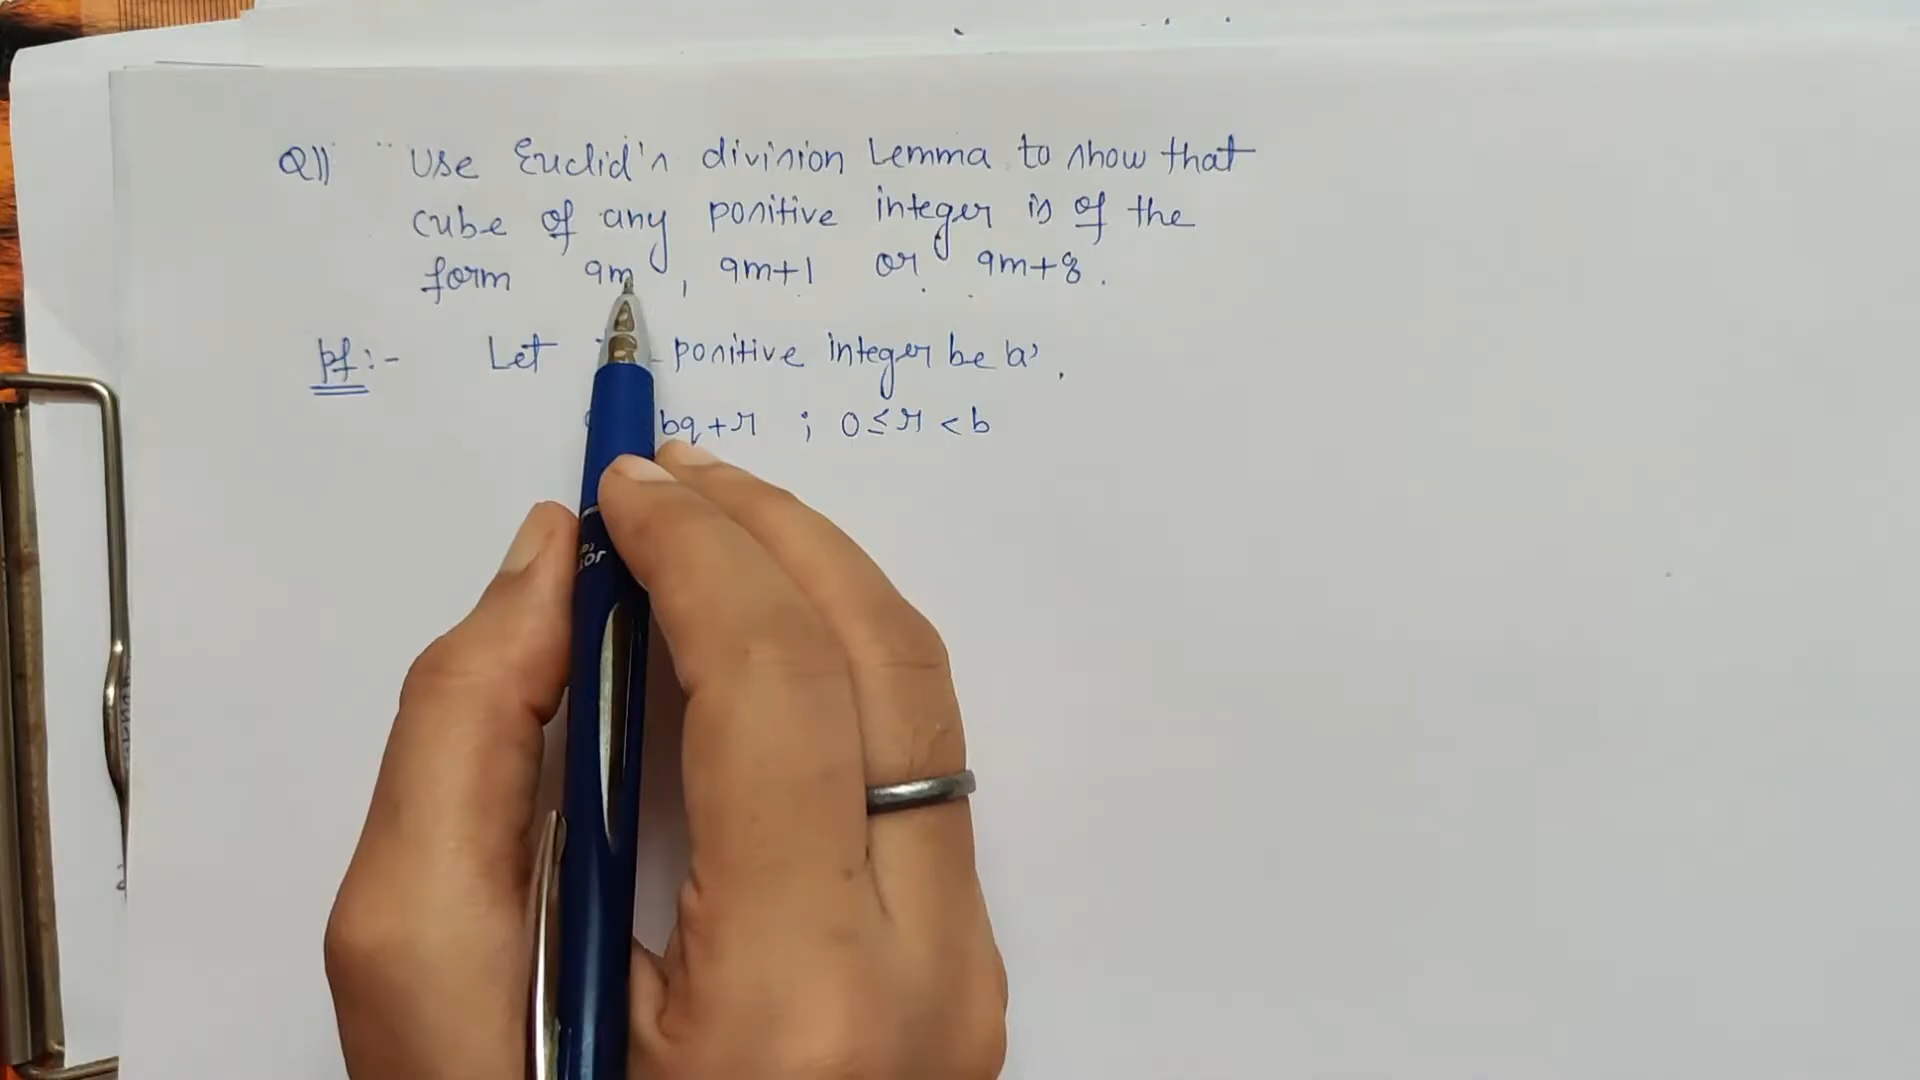 Q1) Use Euclid's division Lemma to show that
cube of any positive integer is of the
form 9m, 9m+1 or 9m+8.
Pf:- Let positive integer be 'a'.
bq+r ; 0≤r<b